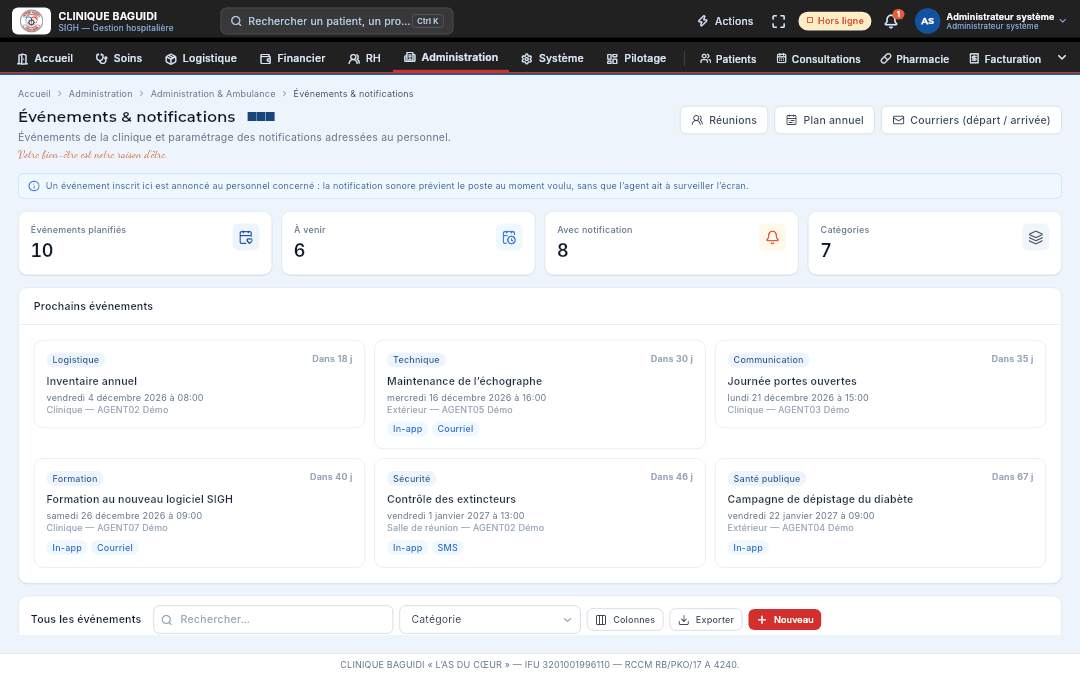 CLINIQUE BAGUIDI
SIGH — Gestion hospitalière
Rechercher un patient, un pro... Ctrl K
Actions
Hors ligne
1
AS
Administrateur système
Administrateur système
Accueil Soins Logistique Financier RH Administration Système Pilotage Patients Consultations Pharmacie Facturation
Accueil > Administration > Administration & Ambulance > Événements & notifications
Événements & notifications
Événements de la clinique et paramétrage des notifications adressées au personnel.
Votre bien-être est notre raison d'être.
Réunions Plan annuel Courriers (départ / arrivée)
Un événement inscrit ici est annoncé au personnel concerné : la notification sonore prévient le poste au moment voulu, sans que l'agent ait à surveiller l'écran.
Événements planifiés
10
À venir
6
Avec notification
8
Catégories
7
Prochains événements
Logistique Dans 18 j
Inventaire annuel
vendredi 4 décembre 2026 à 08:00
Clinique — AGENT02 Démo
Technique Dans 30 j
Maintenance de l'échographe
mercredi 16 décembre 2026 à 16:00
Extérieur — AGENT05 Démo
In-app Courriel
Communication Dans 35 j
Journée portes ouvertes
lundi 21 décembre 2026 à 15:00
Clinique — AGENT03 Démo
Formation Dans 40 j
Formation au nouveau logiciel SIGH
samedi 26 décembre 2026 à 09:00
Clinique — AGENT07 Démo
In-app Courriel
Sécurité Dans 46 j
Contrôle des extincteurs
vendredi 1 janvier 2027 à 13:00
Salle de réunion — AGENT02 Démo
In-app SMS
Santé publique Dans 67 j
Campagne de dépistage du diabète
vendredi 22 janvier 2027 à 09:00
Extérieur — AGENT04 Démo
In-app
Tous les événements Rechercher... Catégorie Colonnes Exporter + Nouveau
CLINIQUE BAGUIDI « L'AS DU CŒUR » — IFU 3201001996110 — RCCM RB/PKO/17 A 4240.